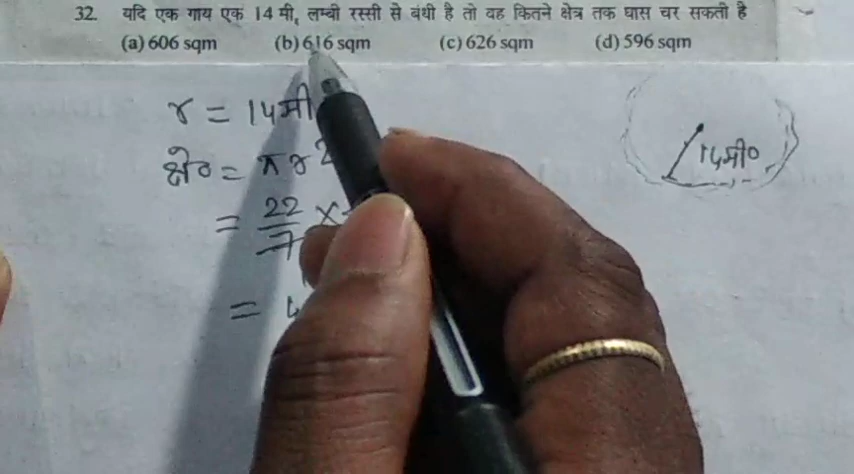 32. यदि एक गाय एक 14 मी, लम्बी रस्सी से बंधी है तो वह कितने क्षेत्र तक घास चर सकती है
(a) 606 sqm (b) 616 sqm (c) 626 sqm (d) 596 sqm
r = 14मी
14मी०
क्षे० = πr²
= 22/7 ×
=